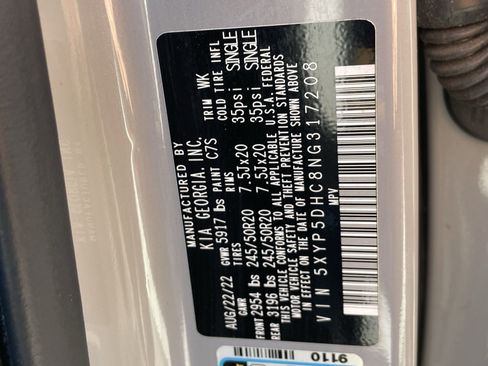 MANUFACTURED BY
KIA GEORGIA, INC.
AUG/22/22 GVWR 5917 lbs PAINT C7S TRIM WK
GAWR TIRES RIMS COLD TIRE INFL
FRONT 2954 lbs 245/50R20 7.5Jx20 35psi SINGLE
REAR 3196 lbs 245/50R20 7.5Jx20 35psi SINGLE
THIS VEHICLE CONFORMS TO ALL APPLICABLE U.S.A. FEDERAL
MOTOR VEHICLE SAFETY AND THEFT PREVENTION STANDARDS
IN EFFECT ON THE DATE OF MANUFACTURE SHOWN ABOVE
VIN 5XYP5DHC8NG317208
MPV
9110